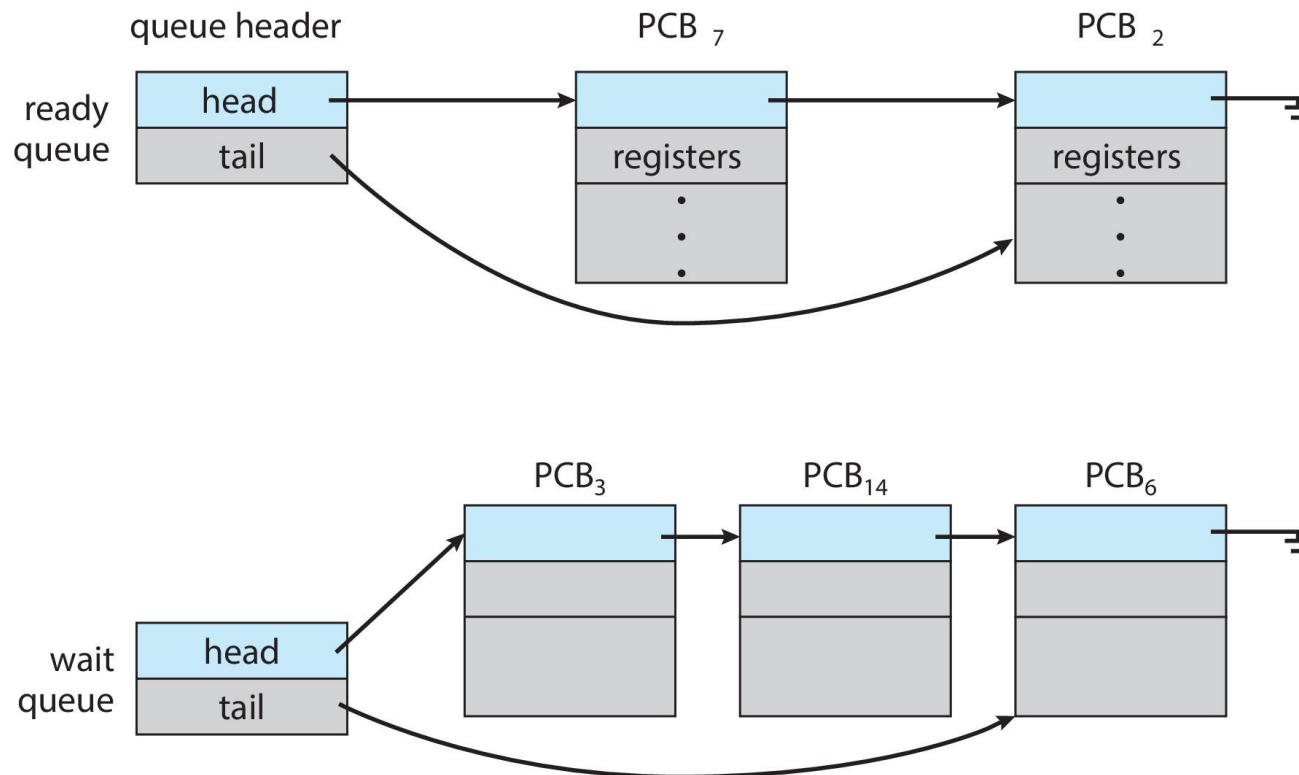 queue header PCB 7 PCB 2
ready
queue
head
tail
registers registers
PCB3 PCB14 PCB6
wait
queue
head
tail